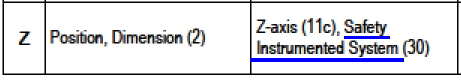 Z
Position, Dimension (2)
Z-axis (11c), Safety
Instrumented System (30)